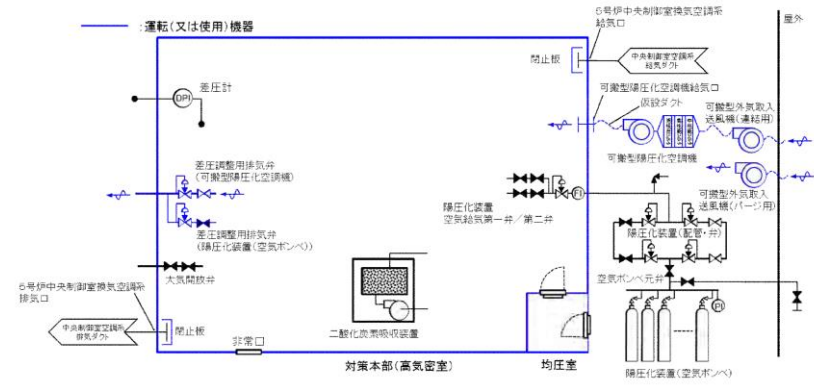 ：運転(又は使用)機器
5号炉中央制御室換気空調系
給気口
屋外
閉止板
中央制御室空調系
給気ダクト
差圧計
DPI
可搬型陽圧化空調機給気口
仮設ダクト
可搬型外気取入
送風機(連結用)
可搬型陽圧化空調機
差圧調整用排気弁
(可搬型陽圧化空調機)
陽圧化装置
空気給気第一弁／第二弁
FI
可搬型外気取入
送風機(パージ用)
差圧調整用排気弁
(陽圧化装置(空気ボンベ))
陽圧化装置(配管・弁)
大気開放弁
空気ボンベ元弁
5号炉中央制御室換気空調系
排気口
PI
中央制御室空調系
排気ダクト
閉止板
二酸化炭素吸収装置
非常口
対策本部(高気密室)
均圧室
陽圧化装置(空気ボンベ)